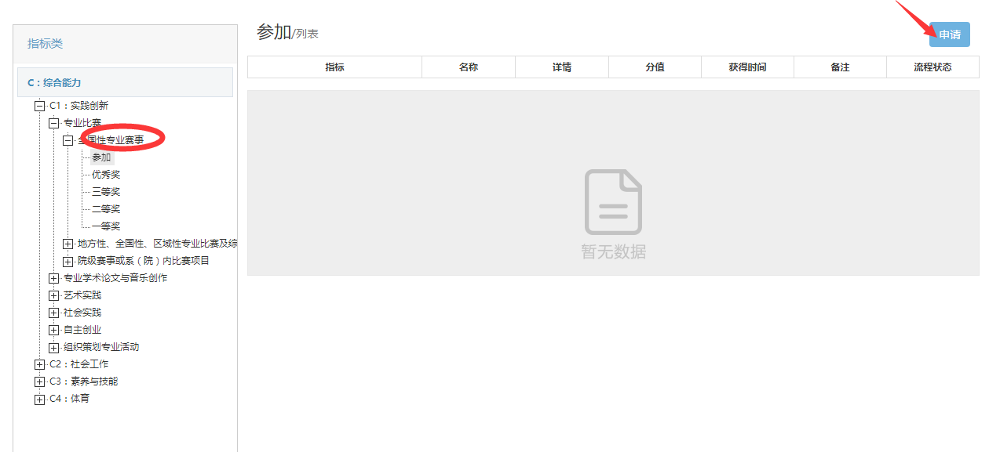 指标类
C：综合能力
C1：实践创新
专业比赛
全国性专业赛事
参加
优秀奖
三等奖
二等奖
一等奖
地方性、全国性、区域性专业比赛及综
院级赛事或系（院）内比赛项目
专业学术论文与音乐创作
艺术实践
社会实践
自主创业
组织策划专业活动
C2：社会工作
C3：素养与技能
C4：体育
参加/列表
申请
指标 名称 详情 分值 获得时间 备注 流程状态
暂无数据